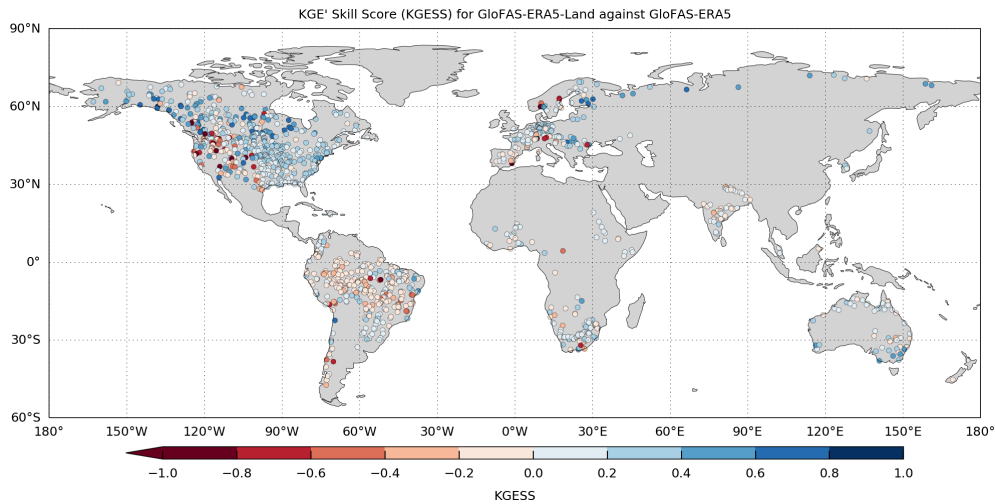 KGE' Skill Score (KGESS) for GloFAS-ERA5-Land against GloFAS-ERA5
90°N
60°N
30°N
0°
30°S
60°S
180° 150°W 120°W 90°W 60°W 30°W 0°W 30°E 60°E 90°E 120°E 150°E 180°
−1.0 −0.8 −0.6 −0.4 −0.2 0.0 0.2 0.4 0.6 0.8 1.0
KGESS